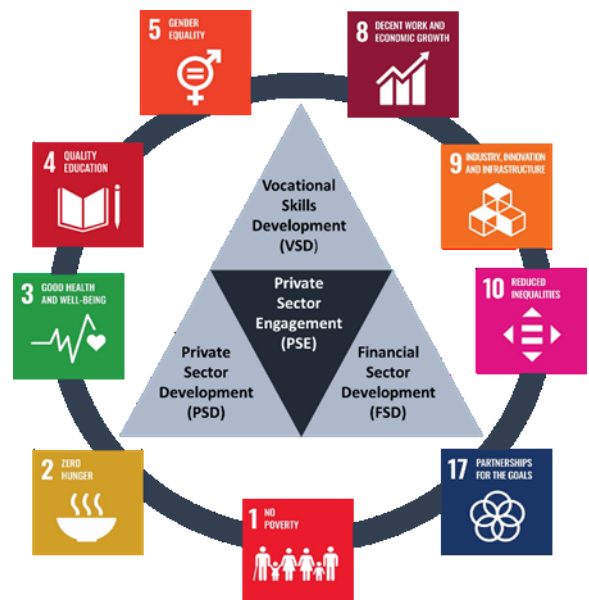 5 GENDER
EQUALITY
8 DECENT WORK AND
ECONOMIC GROWTH
4 QUALITY
EDUCATION
9 INDUSTRY, INNOVATION
AND INFRASTRUCTURE
Vocational
Skills
Development
(VSD)
3 GOOD HEALTH
AND WELL-BEING
10 REDUCED
INEQUALITIES
Private
Sector
Engagement
(PSE)
Private
Sector
Development
(PSD)
Financial
Sector
Development
(FSD)
2 ZERO
HUNGER
17 PARTNERSHIPS
FOR THE GOALS
1 NO
POVERTY